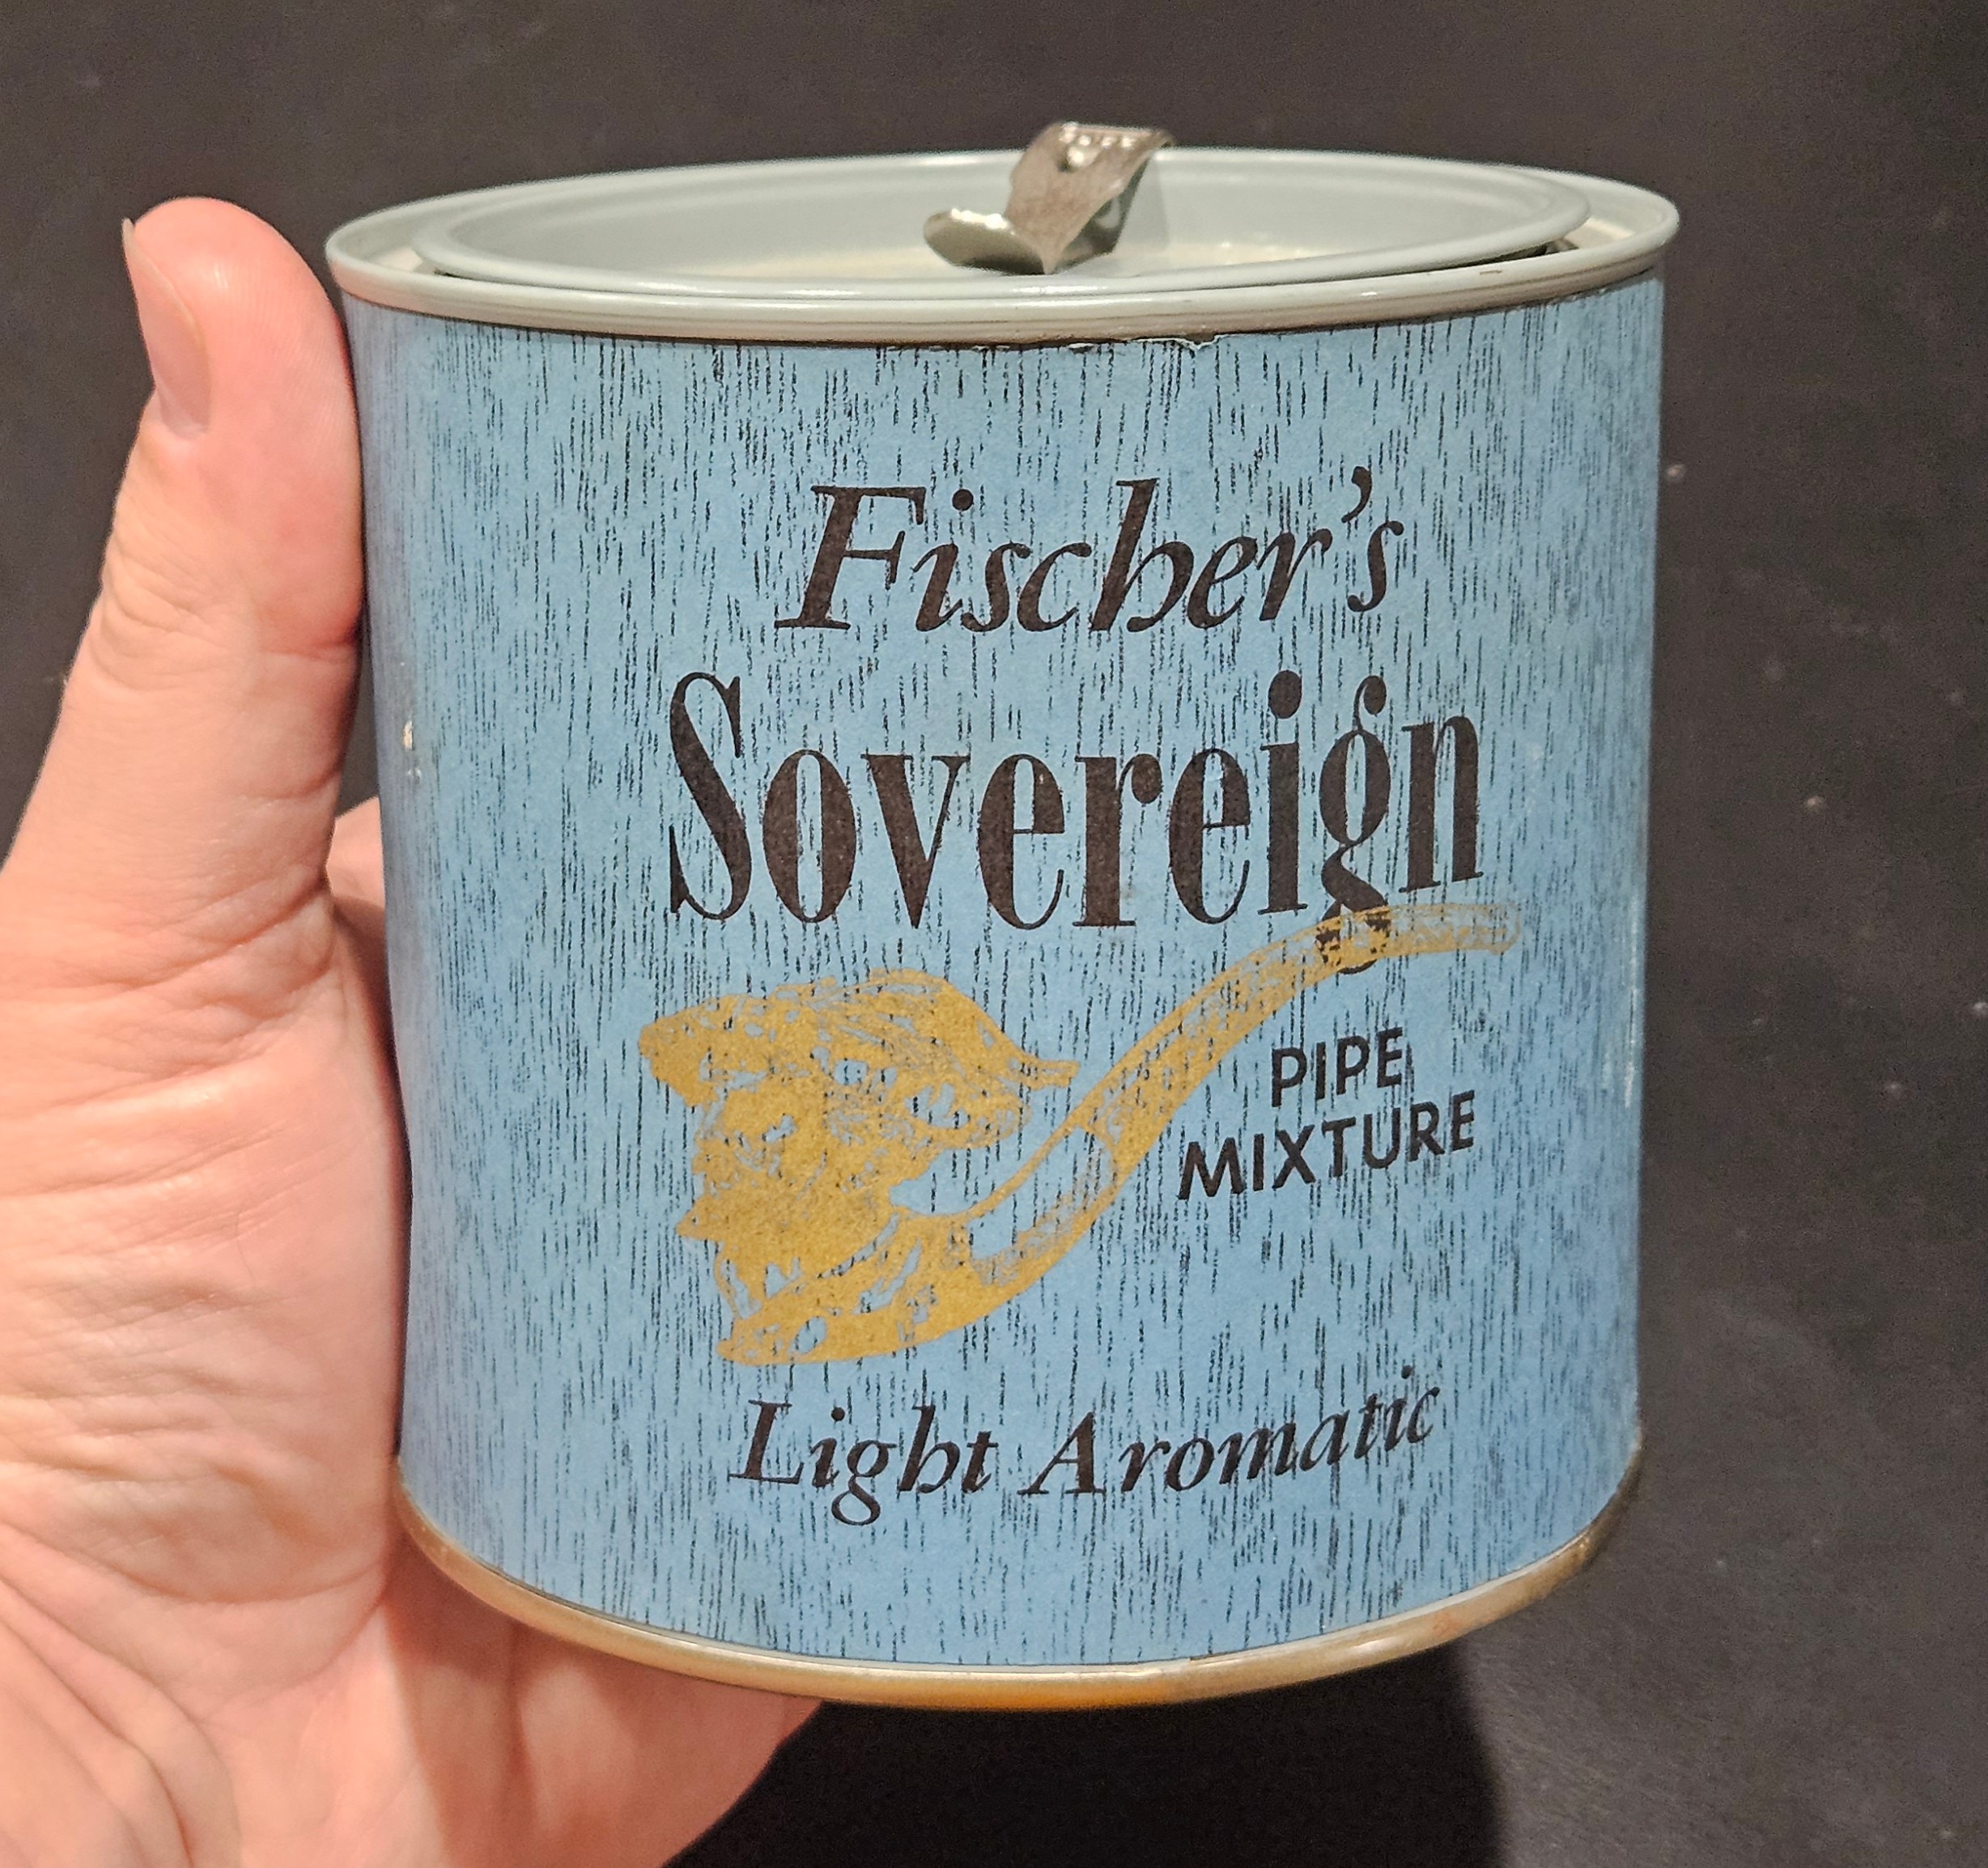 Fischer's
Sovereign
PIPE
MIXTURE
Light Aromatic